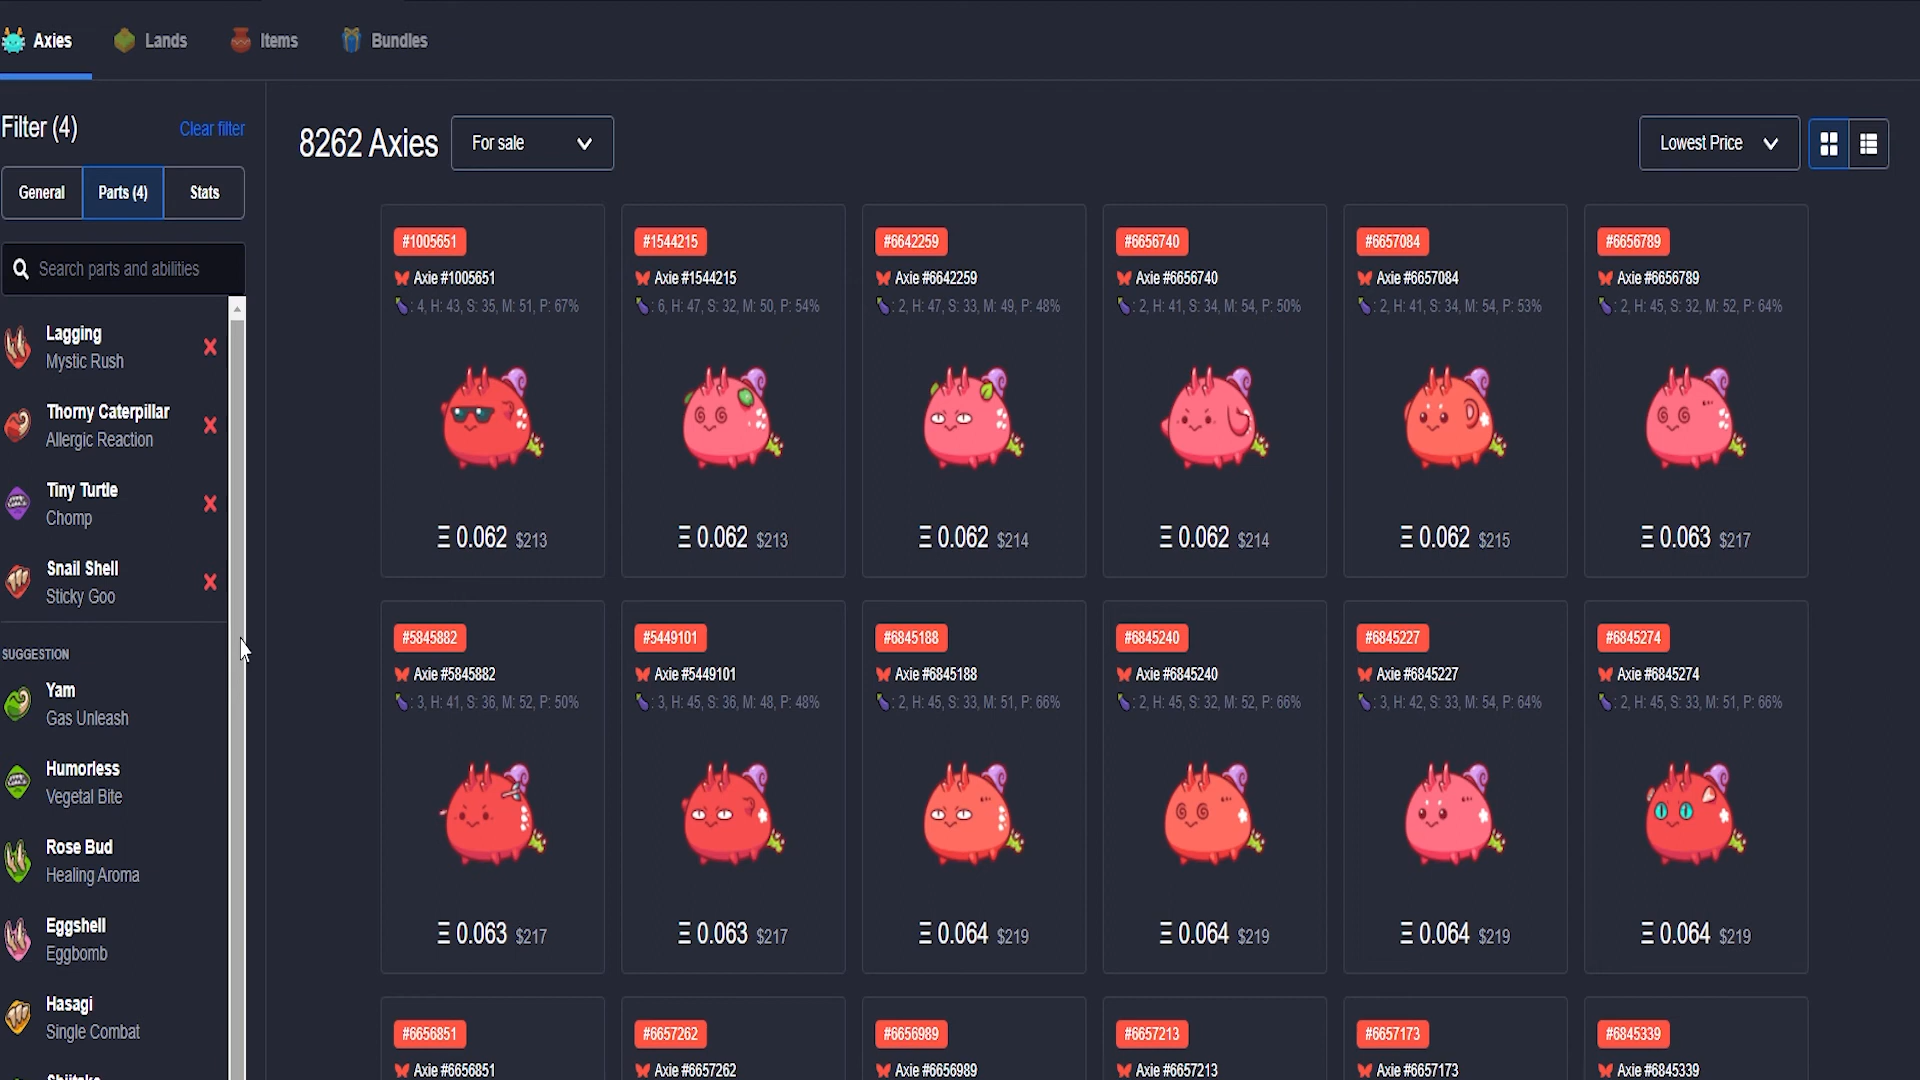 Axies Lands Items Bundles
Filter (4) Clear filter
General Parts (4) Stats
Search parts and abilities
Lagging
Mystic Rush
Thorny Caterpillar
Allergic Reaction
Tiny Turtle
Chomp
Snail Shell
Sticky Goo
SUGGESTION
Yam
Gas Unleash
Humorless
Vegetal Bite
Rose Bud
Healing Aroma
Eggshell
Eggbomb
Hasagi
Single Combat
8262 Axies For sale Lowest Price
#1005651
Axie #1005651
: 4, H: 43, S: 35, M: 51, P: 67%
Ξ 0.062 $213
#1544215
Axie #1544215
: 6, H: 47, S: 32, M: 50, P: 54%
Ξ 0.062 $213
#6642259
Axie #6642259
: 2, H: 47, S: 33, M: 49, P: 48%
Ξ 0.062 $214
#6656740
Axie #6656740
: 2, H: 41, S: 34, M: 54, P: 50%
Ξ 0.062 $214
#6657084
Axie #6657084
: 2, H: 41, S: 34, M: 54, P: 53%
Ξ 0.062 $215
#6656789
Axie #6656789
: 2, H: 45, S: 32, M: 52, P: 64%
Ξ 0.063 $217
#5845882
Axie #5845882
: 3, H: 41, S: 36, M: 52, P: 50%
Ξ 0.063 $217
#5449101
Axie #5449101
: 3, H: 45, S: 36, M: 48, P: 48%
Ξ 0.063 $217
#6845188
Axie #6845188
: 2, H: 45, S: 33, M: 51, P: 66%
Ξ 0.064 $219
#6845240
Axie #6845240
: 2, H: 45, S: 32, M: 52, P: 66%
Ξ 0.064 $219
#6845227
Axie #6845227
: 3, H: 42, S: 33, M: 54, P: 64%
Ξ 0.064 $219
#6845274
Axie #6845274
: 2, H: 45, S: 33, M: 51, P: 66%
Ξ 0.064 $219
#6656851
Axie #6656851
#6657262
Axie #6657262
#6656989
Axie #6656989
#6657213
Axie #6657213
#6657173
Axie #6657173
#6845339
Axie #6845339